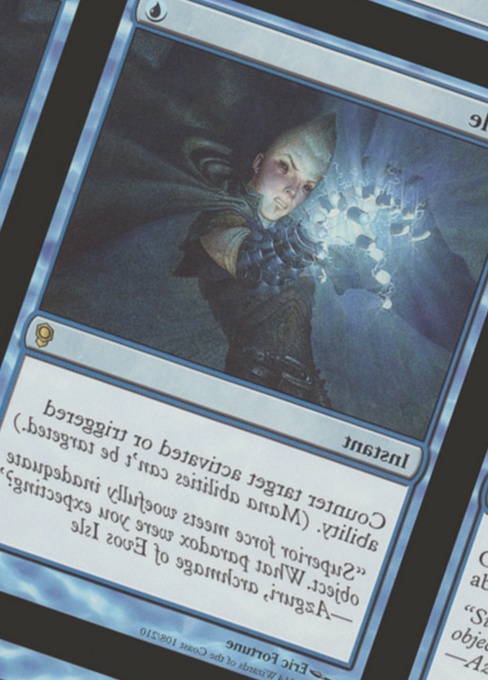 le
Instant
Counter target activated or triggered
ability. (Mana abilities can't be targeted.)
"Superior force meets woefully inadequate
object. What paradox were you expecting?"
—Azguri, archmage of Evos Isle
Eric Fortune
Wizards of the Coast 108/210